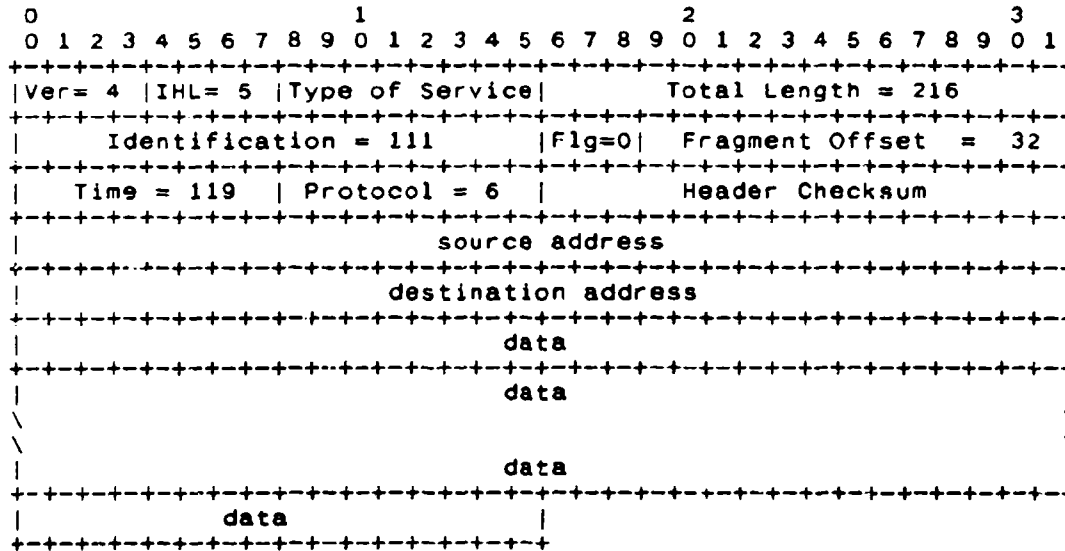 0                   1                   2                   3
0 1 2 3 4 5 6 7 8 9 0 1 2 3 4 5 6 7 8 9 0 1 2 3 4 5 6 7 8 9 0 1
+-+-+-+-+-+-+-+-+-+-+-+-+-+-+-+-+-+-+-+-+-+-+-+-+-+-+-+-+-+-+-+-
|Ver= 4 |IHL= 5 |Type of Service|        Total Length = 216
+-+-+-+-+-+-+-+-+-+-+-+-+-+-+-+-+-+-+-+-+-+-+-+-+-+-+-+-+-+-+-+-
|     Identification = 111      |Flg=0|  Fragment Offset  =  32
+-+-+-+-+-+-+-+-+-+-+-+-+-+-+-+-+-+-+-+-+-+-+-+-+-+-+-+-+-+-+-+-
|   Time = 119  | Protocol = 6  |        Header Checksum
+-+-+-+-+-+-+-+-+-+-+-+-+-+-+-+-+-+-+-+-+-+-+-+-+-+-+-+-+-+-+-+-
|                         source address
+-+-+-+-+-+-+-+-+-+-+-+-+-+-+-+-+-+-+-+-+-+-+-+-+-+-+-+-+-+-+-+-
|                      destination address
+-+-+-+-+-+-+-+-+-+-+-+-+-+-+-+-+-+-+-+-+-+-+-+-+-+-+-+-+-+-+-+-
|                             data
+-+-+-+-+-+-+-+-+-+-+-+-+-+-+-+-+-+-+-+-+-+-+-+-+-+-+-+-+-+-+-+-
|                             data
\
\
|                             data
+-+-+-+-+-+-+-+-+-+-+-+-+-+-+-+-+-+-+-+-+-+-+-+-+-+-+-+-+-+-+-+-
|            data               |
+-+-+-+-+-+-+-+-+-+-+-+-+-+-+-+-+